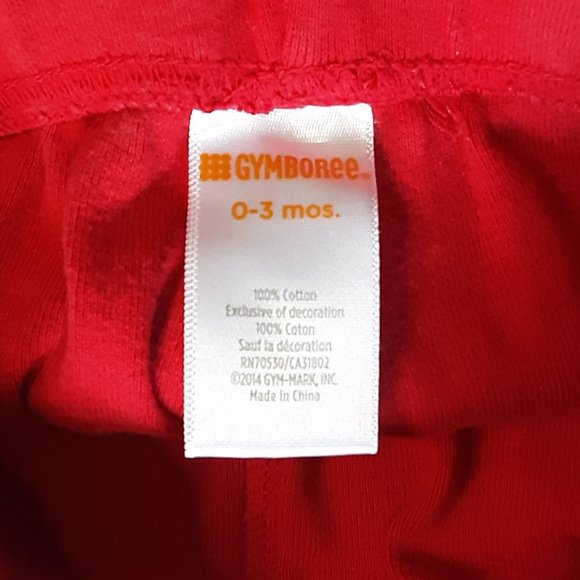 GYMBOREE.
0-3 mos.
100% Cotton
Exclusive of decoration
100% Coton
Sauf la décoration
RN70530/CA31802
©2014 GYM-MARK, INC.
Made in China